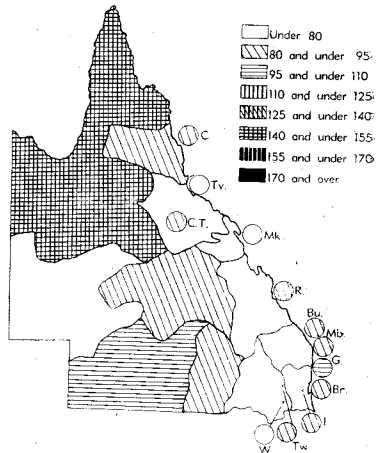 Under 80
80 and under 95
95 and under 110
110 and under 125
125 and under 140
140 and under 155
155 and under 170
170 and over
C
Tv.
C.T.
Mk.
R.
Bu.
Mb.
G.
Br.
I
Tw.
W